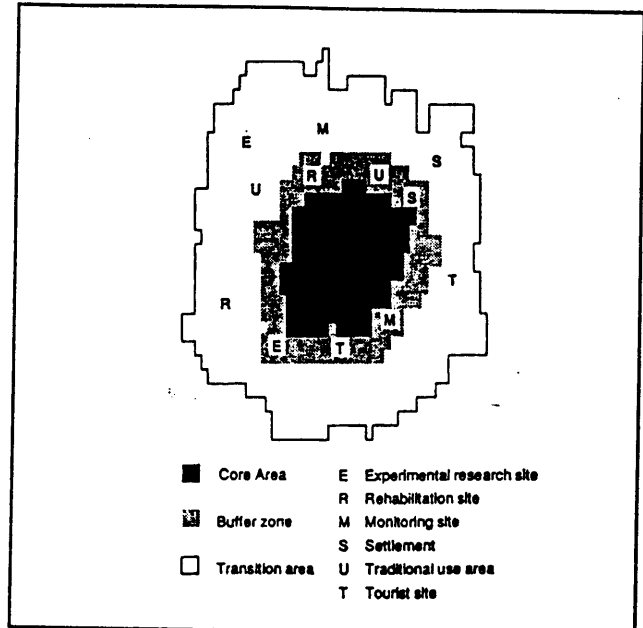 M
E
S
R
U
U
S
T
R
M
E
T
Core Area
Buffer zone
Transition area
E Experimental research site
R Rehabilitation site
M Monitoring site
S Settlement
U Traditional use area
T Tourist site